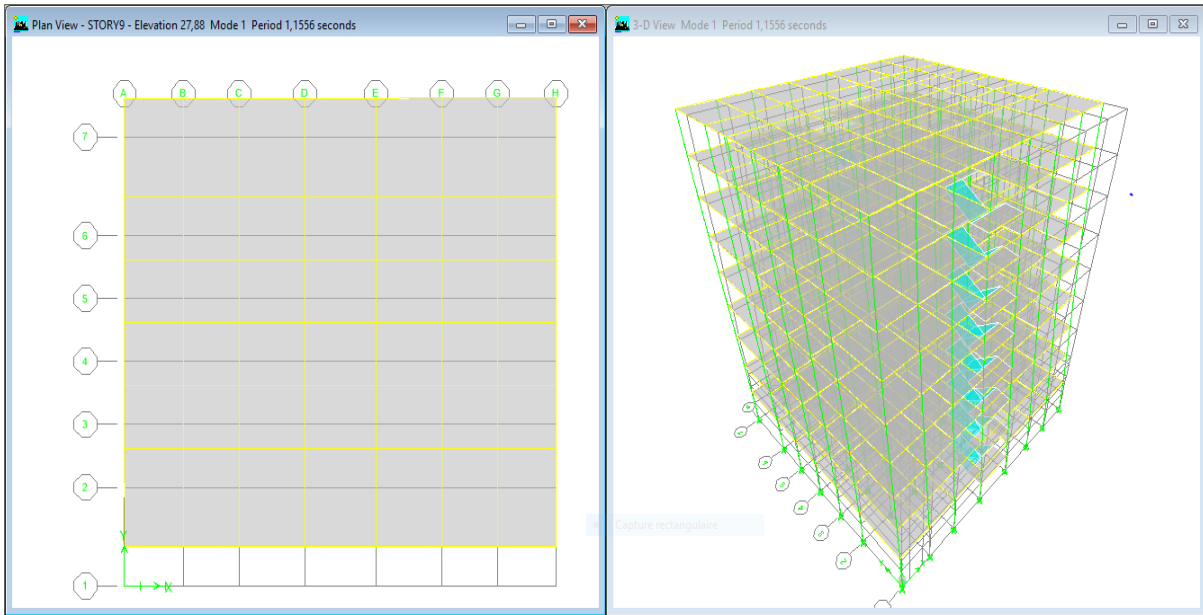 Plan View - STORY9 - Elevation 27,88 Mode 1 Period 1,1556 seconds
3-D View Mode 1 Period 1,1556 seconds
A B C D E F G H
7
6
5
4
3
2
1
Y
X
Capture rectangulaire